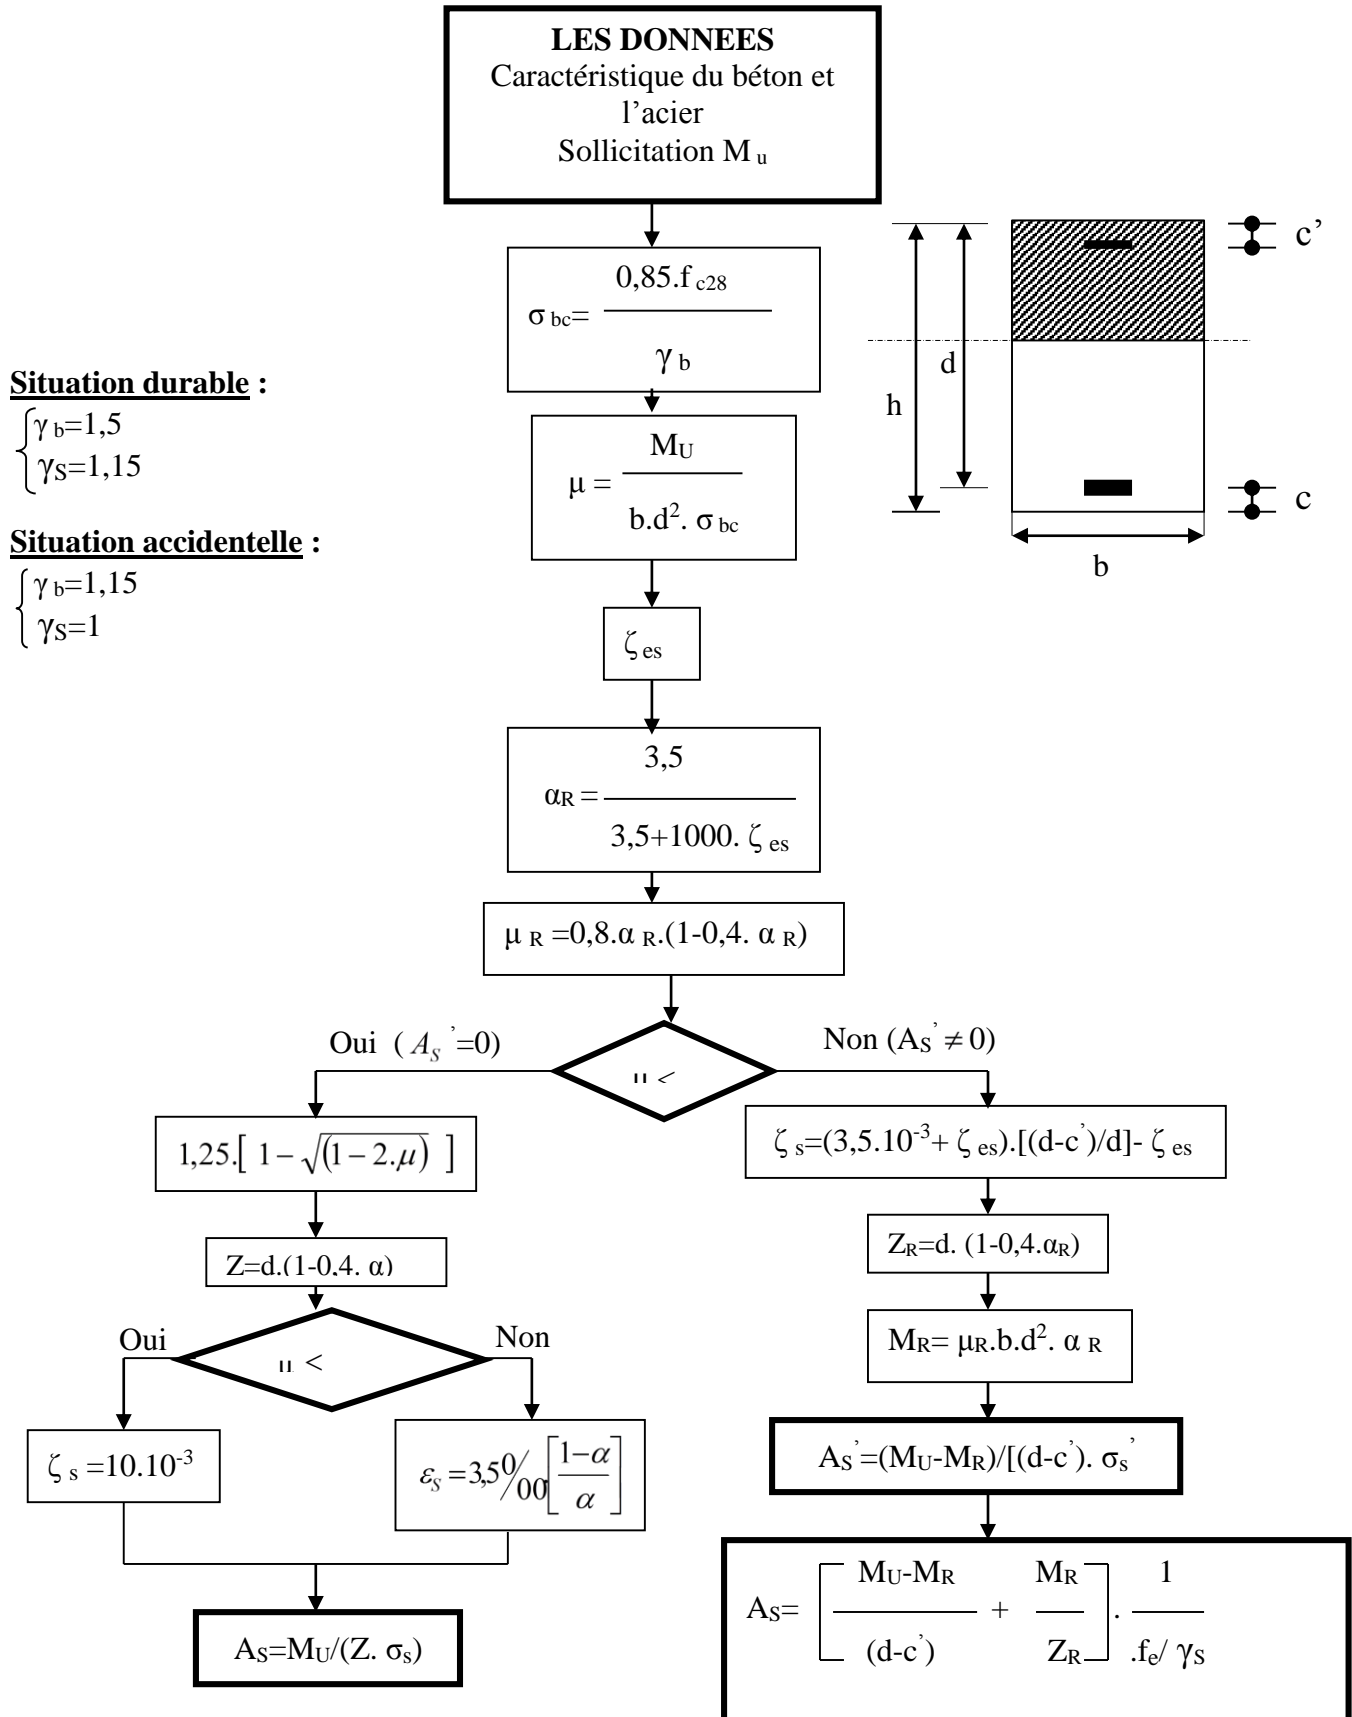 LES DONNEES
Caractéristique du béton et
l’acier
Sollicitation M u
σ bc= 0,85.f c28 / γ b
c’
h
d
c
b
Situation durable :
γ b=1,5
γS=1,15
Situation accidentelle :
γ b=1,15
γS=1
μ = MU / b.d². σ bc
ζ es
αR = 3,5 / 3,5+1000. ζ es
μ R =0,8.α R.(1-0,4. α R)
Oui ( AS ’=0)
Non (AS’ ≠ 0)
μ <
1,25.[ 1 − √(1 − 2.μ) ]
Z=d.(1-0,4. α)
Oui
Non
μ <
ζ s =10.10-3
εS = 3,5 0/00 [1−α / α]
AS=MU/(Z. σs)
ζ s=(3,5.10-3+ ζ es).[(d-c’)/d]- ζ es
ZR=d. (1-0,4.αR)
MR= μR.b.d². α R
AS’=(MU-MR)/[(d-c’). σs’
AS= [ MU-MR / (d-c’) + MR / ZR ] . 1 / .fe/ γS